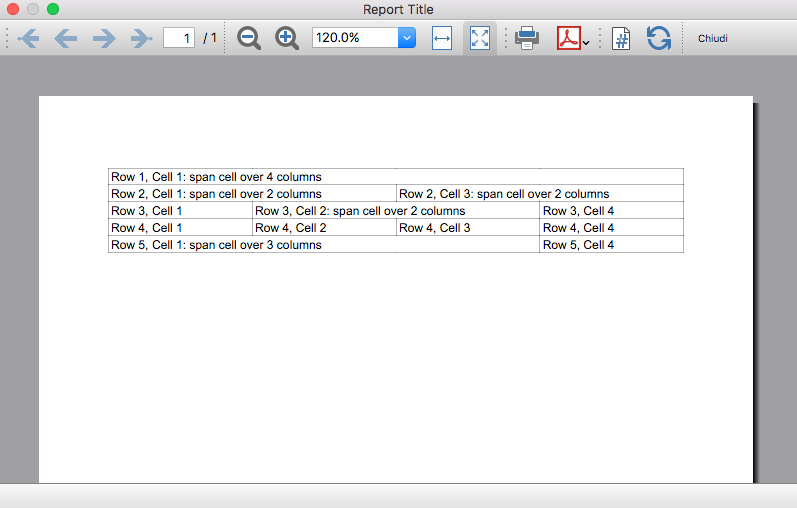 Report Title
1 / 1 120.0% # Chiudi
Row 1, Cell 1: span cell over 4 columns
Row 2, Cell 1: span cell over 2 columns Row 2, Cell 3: span cell over 2 columns
Row 3, Cell 1 Row 3, Cell 2: span cell over 2 columns Row 3, Cell 4
Row 4, Cell 1 Row 4, Cell 2 Row 4, Cell 3 Row 4, Cell 4
Row 5, Cell 1: span cell over 3 columns Row 5, Cell 4